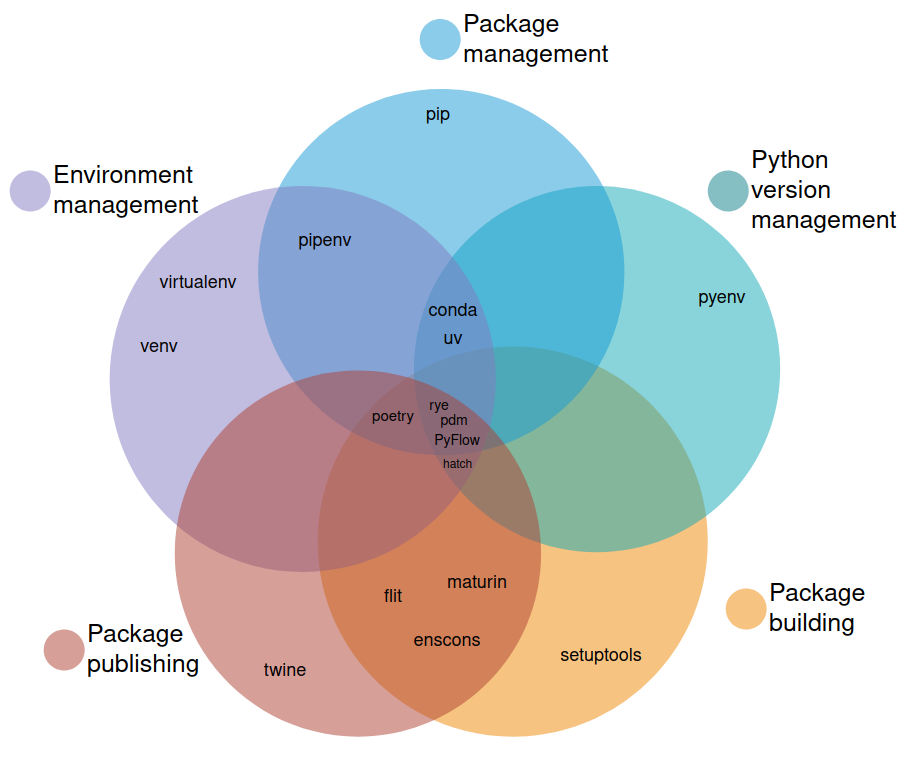 Package
management
pip
Environment
management
Python
version
management
pipenv
virtualenv
pyenv
conda
venv
uv
poetry
rye
pdm
PyFlow
hatch
flit
maturin
enscons
Package
building
Package
publishing
twine
setuptools